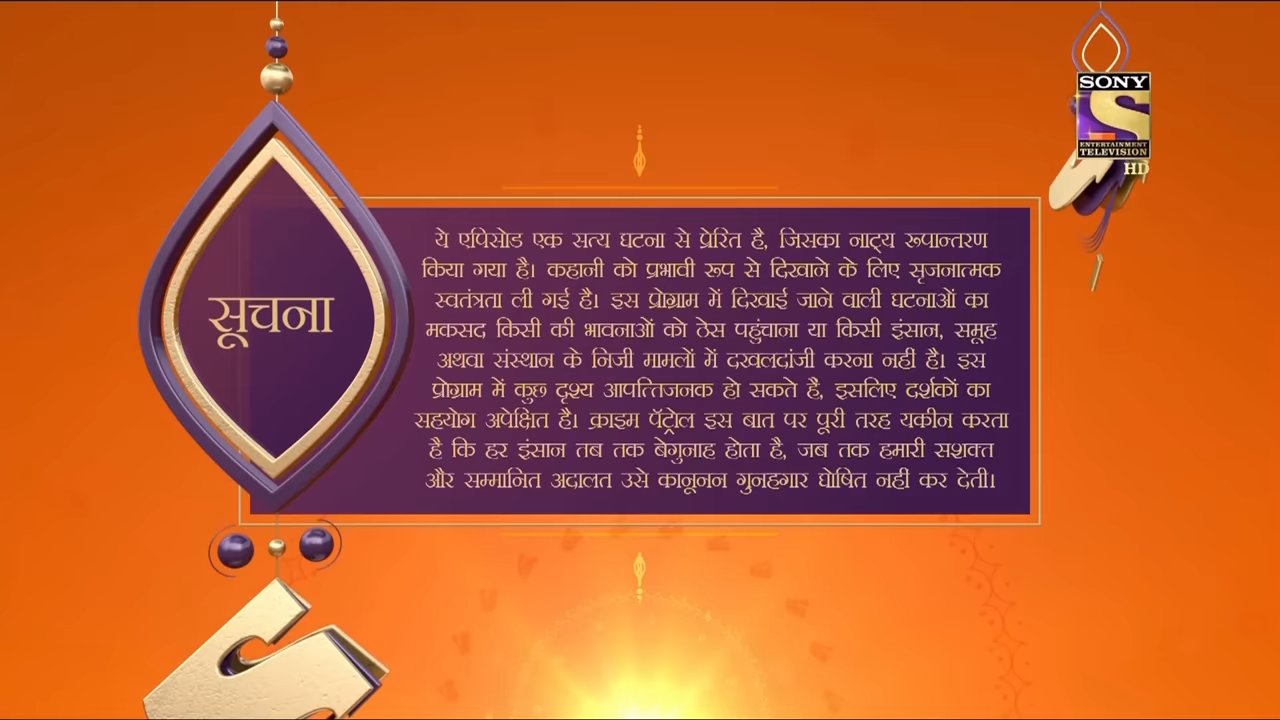 सूचना
ये एपिसोड एक सत्य घटना से प्रेरित है, जिसका नाट्य रूपान्तरण
किया गया है। कहानी को प्रभावी रूप से दिखाने के लिए सृजनात्मक
स्वतंत्रता ली गई है। इस प्रोग्राम में दिखाई जाने वाली घटनाओं का
मकसद किसी की भावनाओं को ठेस पहुंचाना या किसी इंसान, समूह
अथवा संस्थान के निजी मामलों में दखलदांजी करना नहीं है। इस
प्रोग्राम में कुछ दृश्य आपत्तिजनक हो सकते है, इसलिए दर्शकों का
सहयोग अपेक्षित है। क्राइम पॅट्रोल इस बात पर पूरी तरह यकीन करता
है कि हर इंसान तब तक बेगुनाह होता है, जब तक हमारी सशक्त
और सम्मानित अदालत उसे कानूनन गुनहगार घोषित नहीं कर देती।
SONY
ENTERTAINMENT
TELEVISION
HD